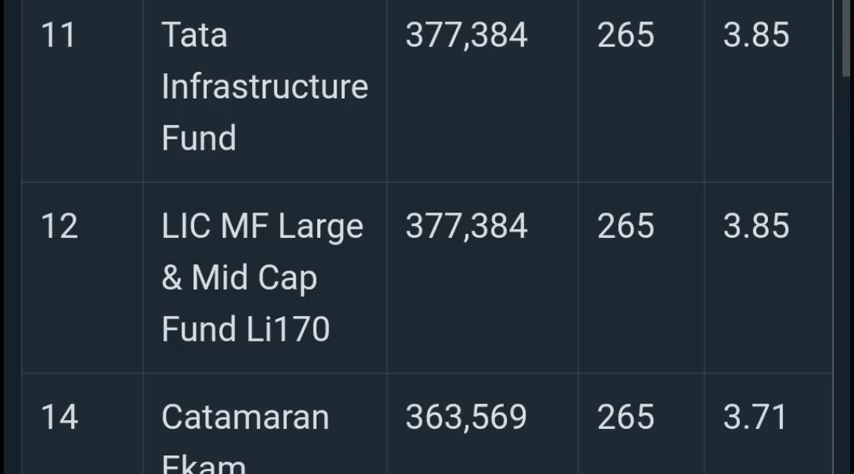 11 Tata 377,384 265 3.85
Infrastructure
Fund
12 LIC MF Large 377,384 265 3.85
& Mid Cap
Fund Li170
14 Catamaran 363,569 265 3.71
Ekam